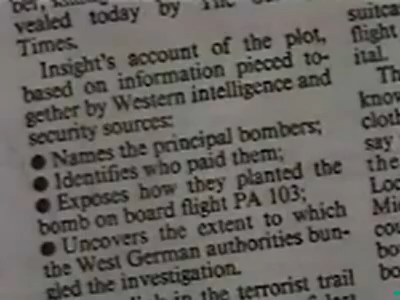 vealed today by The
Times.
Insight's account of the plot,
based on information pieced to-
gether by Western intelligence and
security sources:
● Names the principal bombers;
● Identifies who paid them;
● Exposes how they planted the
bomb on board flight PA 103;
● Uncovers the extent to which
the West German authorities bun-
gled the investigation.
in the terrorist trail
suitca
flight
ital.
Th
know
cloth
say
the
Loc
Mic
cou
bo